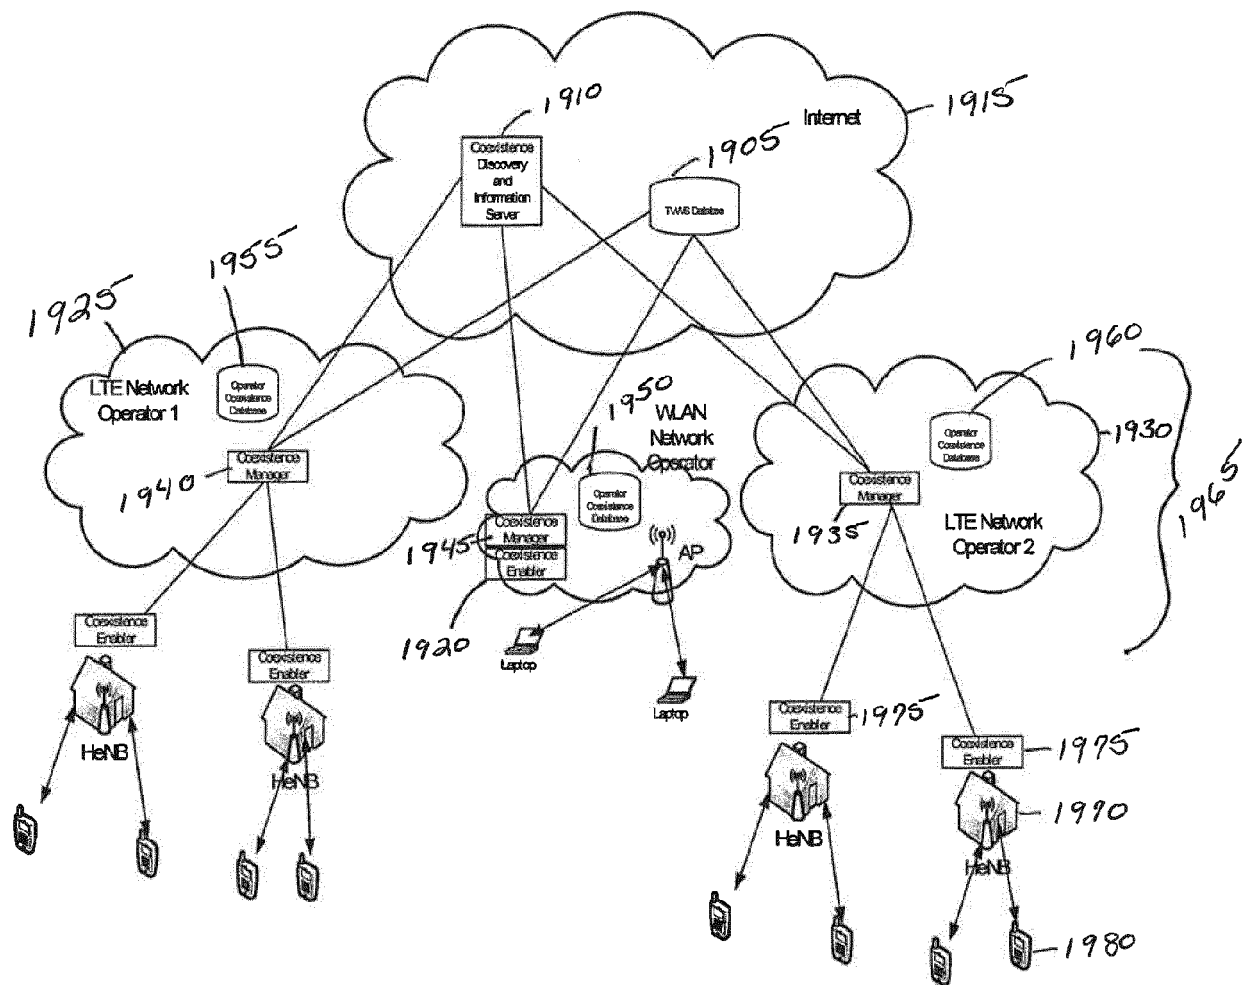 1910
1915
Internet
Coexistence
Discovery
and
Information
Server
1905
TVWS Database
1955
1925
LTE Network
Operator 1
Operator
Coexistence
Database
1940
Coexistence
Manager
1950
WLAN
Network
Operator
Operator
Coexistence
Database
1945
Coexistence
Manager
Coexistence
Enabler
AP
1920
Laptop
Laptop
1960
1930
Operator
Coexistence
Database
Coexistence
Manager
1935
LTE Network
Operator 2
1965
Coexistence
Enabler
HeNB
Coexistence
Enabler
HeNB
Coexistence
Enabler
1975
HeNB
Coexistence
Enabler
1975
1970
HeNB
1980